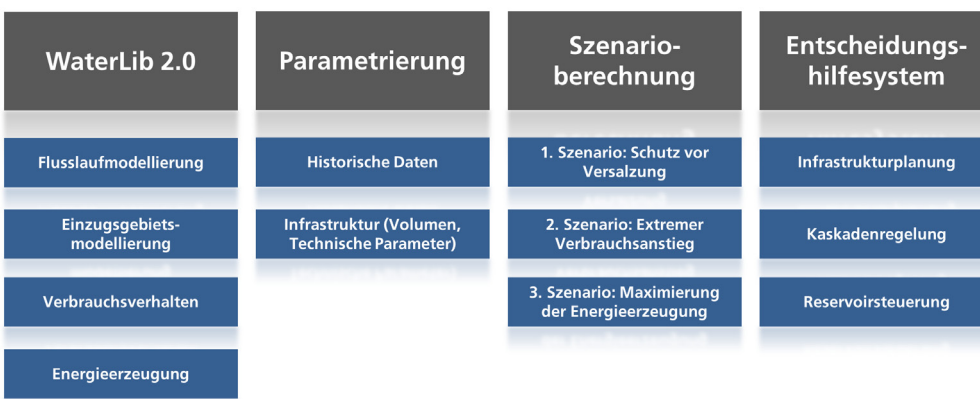 WaterLib 2.0
Flusslaufmodellierung
Einzugsgebiets-
modellierung
Verbrauchsverhalten
Energieerzeugung
Parametrierung
Historische Daten
Infrastruktur (Volumen,
Technische Parameter)
Szenario-
berechnung
1. Szenario: Schutz vor
Versalzung
2. Szenario: Extremer
Verbrauchsanstieg
3. Szenario: Maximierung
der Energieerzeugung
Entscheidungs-
hilfesystem
Infrastrukturplanung
Kaskadenregelung
Reservoirsteuerung